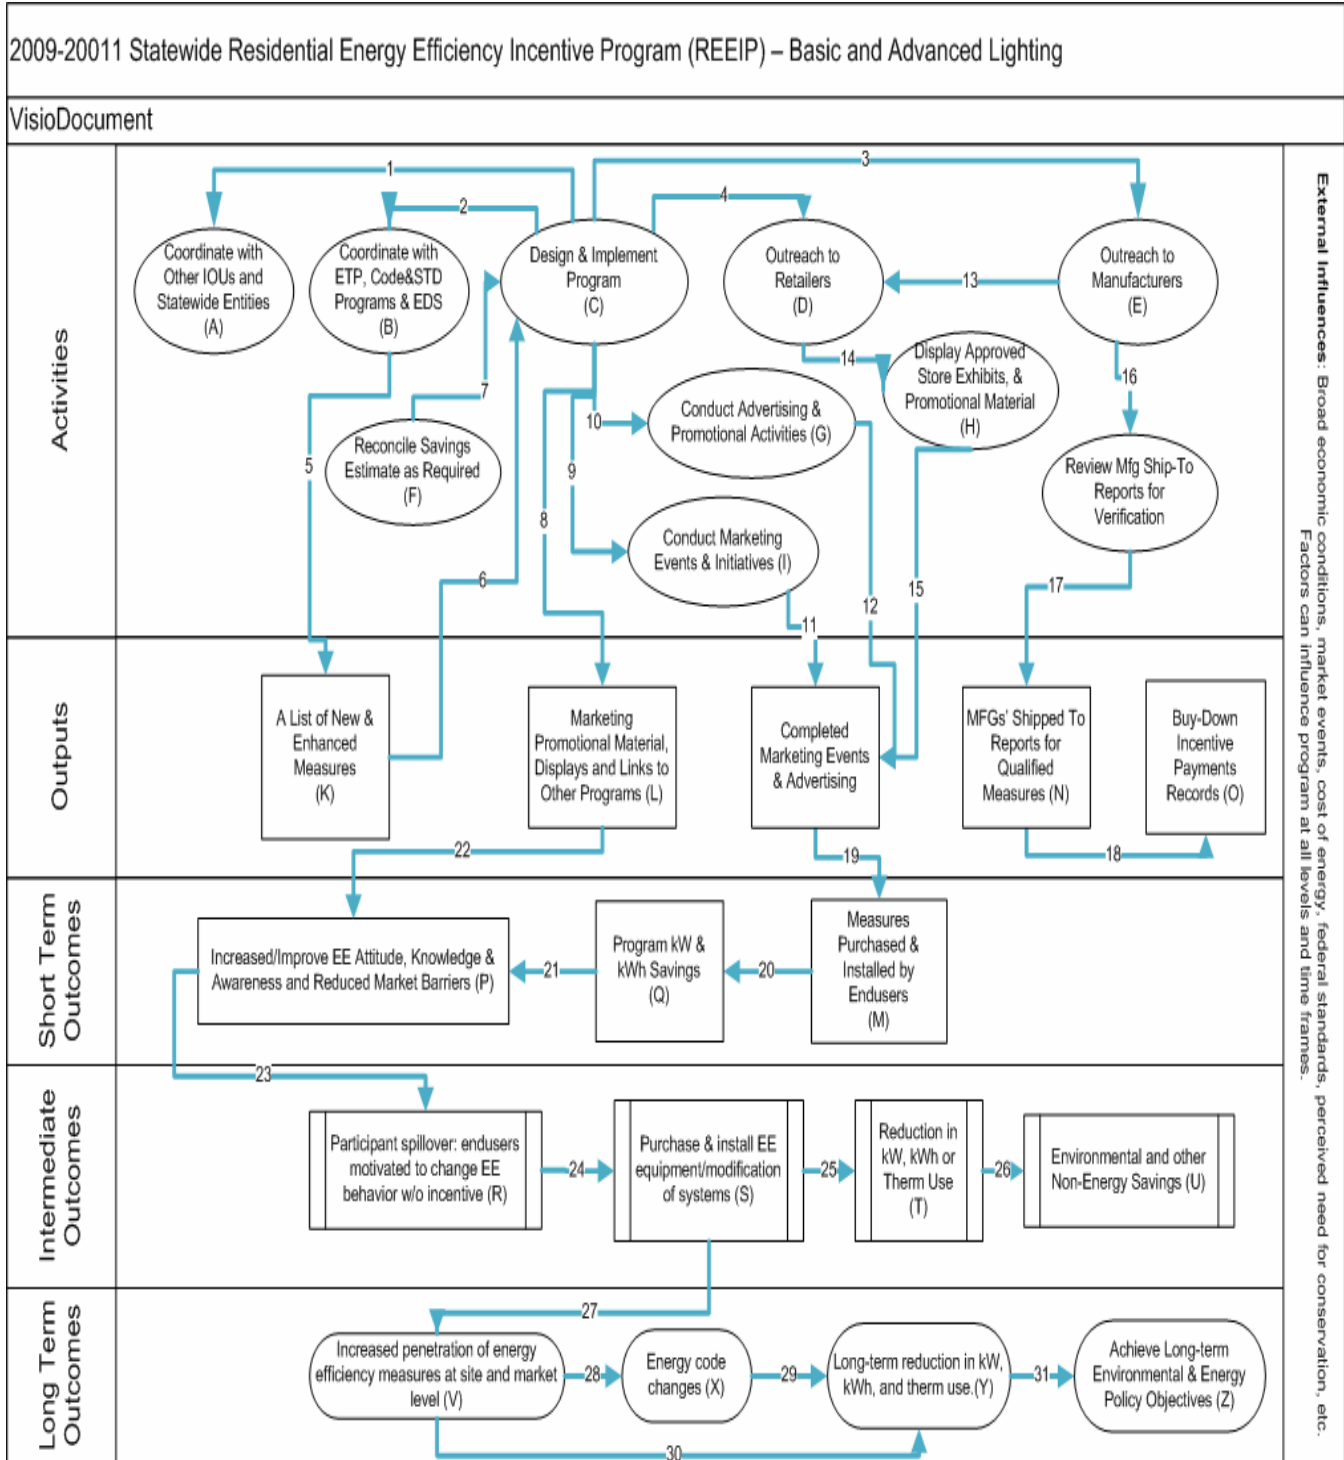 2009-20011 Statewide Residential Energy Efficiency Incentive Program (REEIP) – Basic and Advanced Lighting
VisioDocument
Activities
1
2
3
4
Coordinate with
Other IOUs and
Statewide Entities
(A)
Coordinate with
ETP, Code&STD
Programs & EDS
(B)
Design & Implement
Program
(C)
Outreach to
Retailers
(D)
13
Outreach to
Manufacturers
(E)
14
Display Approved
Store Exhibits, &
Promotional Material
(H)
16
7
10
Conduct Advertising &
Promotional Activities (G)
Reconcile Savings
Estimate as Required
(F)
5
9
8
Review Mfg Ship-To
Reports for
Verification
Conduct Marketing
Events & Initiatives (I)
6
15
12
17
11
Outputs
A List of New &
Enhanced
Measures
(K)
Marketing
Promotional Material,
Displays and Links to
Other Programs (L)
Completed
Marketing Events
& Advertising
MFGs' Shipped To
Reports for
Qualified
Measures (N)
Buy-Down
Incentive
Payments
Records (O)
22
19
18
Short Term
Outcomes
Increased/Improve EE Attitude, Knowledge &
Awareness and Reduced Market Barriers (P)
21
Program kW &
kWh Savings
(Q)
20
Measures
Purchased &
Installed by
Endusers
(M)
23
Intermediate
Outcomes
Participant spillover: endusers
motivated to change EE
behavior w/o incentive (R)
24
Purchase & install EE
equipment/modification
of systems (S)
25
Reduction in
kW, kWh or
Therm Use
(T)
26
Environmental and other
Non-Energy Savings (U)
27
Long Term
Outcomes
Increased penetration of energy
efficiency measures at site and market
level (V)
28
Energy code
changes (X)
29
Long-term reduction in kW,
kWh, and therm use.(Y)
31
Achieve Long-term
Environmental & Energy
Policy Objectives (Z)
30
External Influences: Broad economic conditions, market events, cost of energy, federal standards, perceived need for conservation, etc.
Factors can influence program at all levels and time frames.